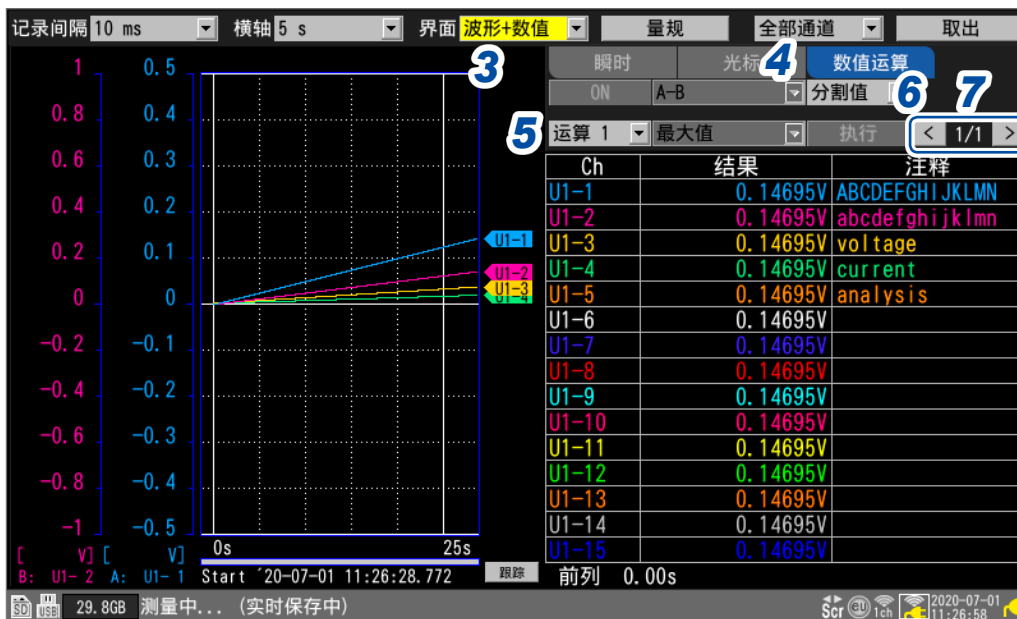 记录间隔 10 ms 横轴 5 s 界面 波形+数值 量规 全部通道 取出
3
瞬时 光标 4 数值运算
ON A-B 分割值 6 7
5 运算 1 最大值 执行 < 1/1 >
Ch 结果 注释
U1-1 0.14695V ABCDEFGHIJKLMN
U1-2 0.14695V abcdefghijklmn
U1-3 0.14695V voltage
U1-4 0.14695V current
U1-5 0.14695V analysis
U1-6 0.14695V
U1-7 0.14695V
U1-8 0.14695V
U1-9 0.14695V
U1-10 0.14695V
U1-11 0.14695V
U1-12 0.14695V
U1-13 0.14695V
U1-14 0.14695V
U1-15 0.14695V
前列 0.00s
1 0.5
0.8 0.4
0.6 0.3
0.4 0.2
0.2 0.1
0 0
-0.2 -0.1
-0.4 -0.2
-0.6 -0.3
-0.8 -0.4
-1 -0.5
U1-1
U1-2
U1-3
U1-4
0s 25s
[ V] [ V]
B: U1- 2 A: U1- 1 Start '20-07-01 11:26:28.772 跟踪
SD USB 29.8GB 测量中... (实时保存中) Scr EU 1ch 2020-07-01
11:26:58